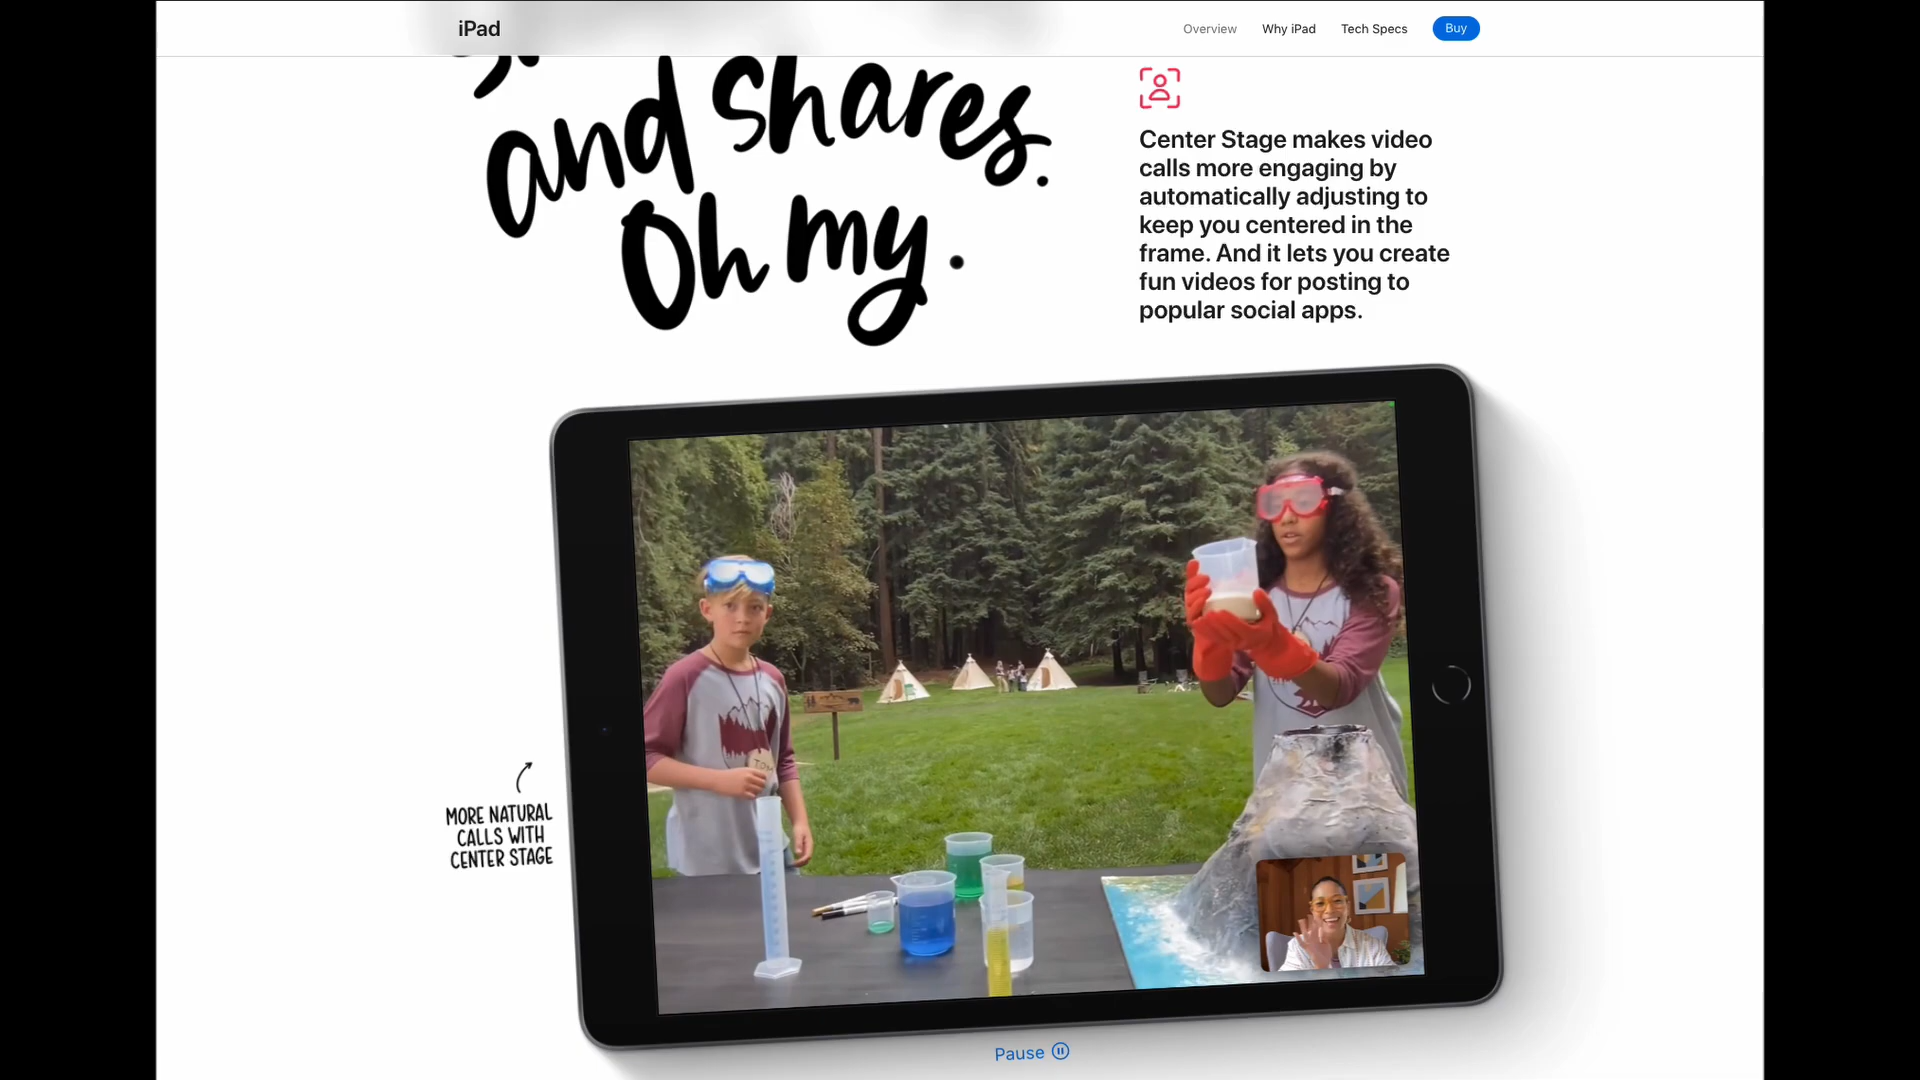 iPad
Overview
Why iPad
Tech Specs
Buy
and shares.
Oh my.
Center Stage makes video
calls more engaging by
automatically adjusting to
keep you centered in the
frame. And it lets you create
fun videos for posting to
popular social apps.
TOM
MORE NATURAL
CALLS WITH
CENTER STAGE
Pause